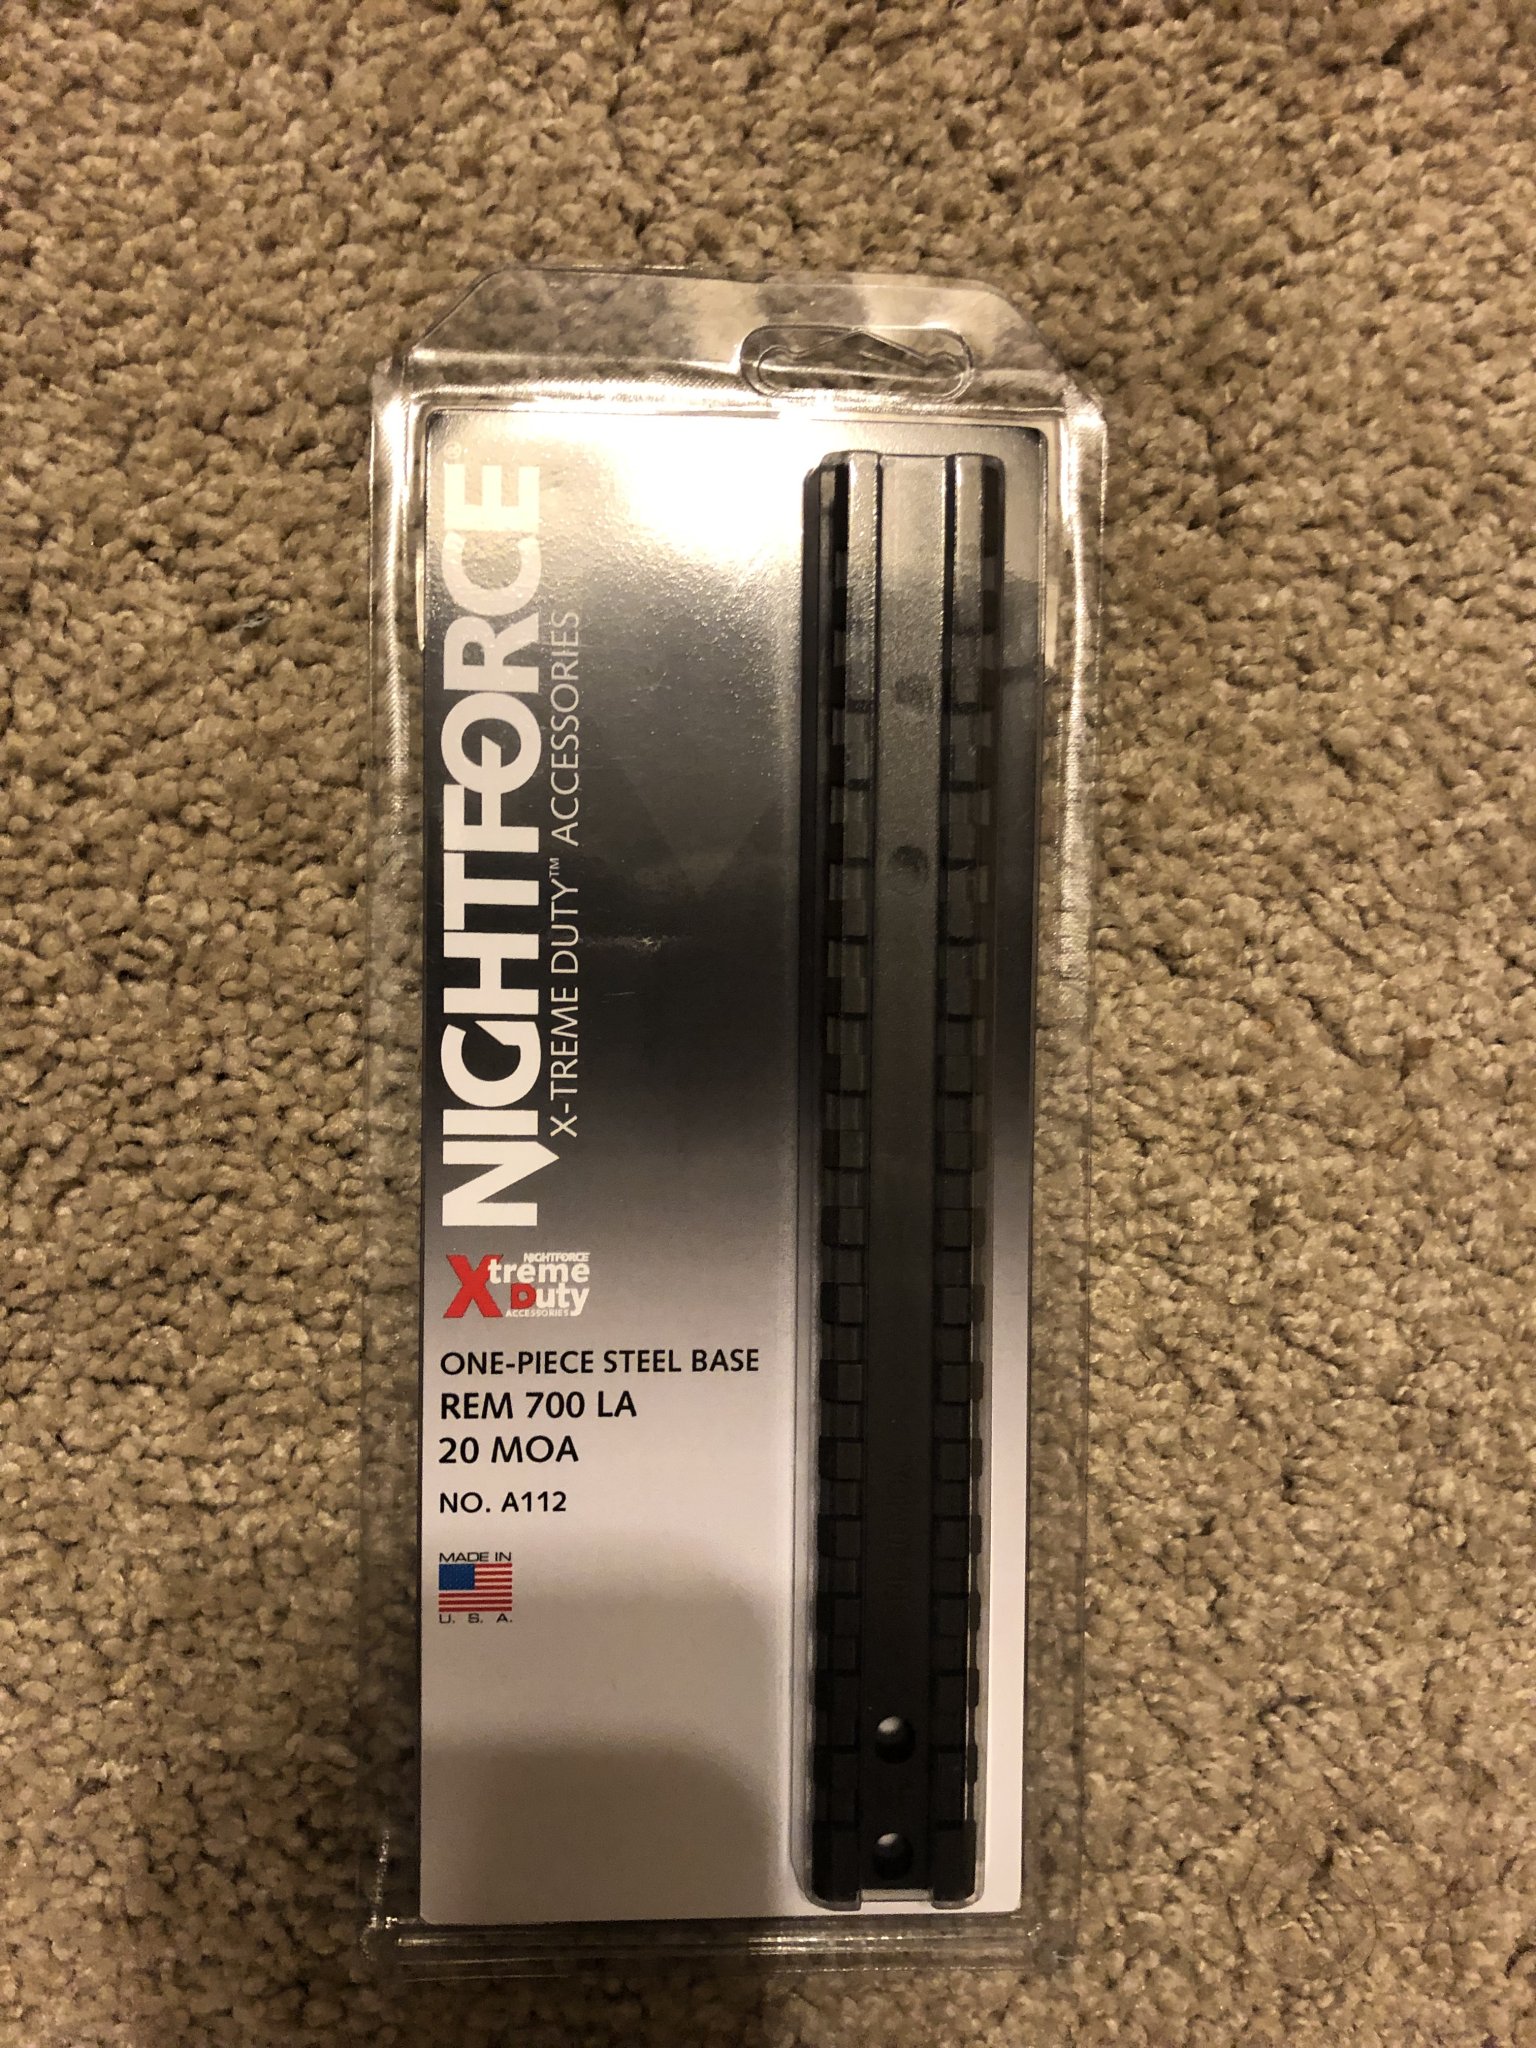 NIGHTFORCE®
X-TREME DUTY™ ACCESSORIES
NIGHTFORCE
Xtreme
Duty
ACCESSORIES
ONE-PIECE STEEL BASE
REM 700 LA
20 MOA
NO. A112
MADE IN
U. S. A.